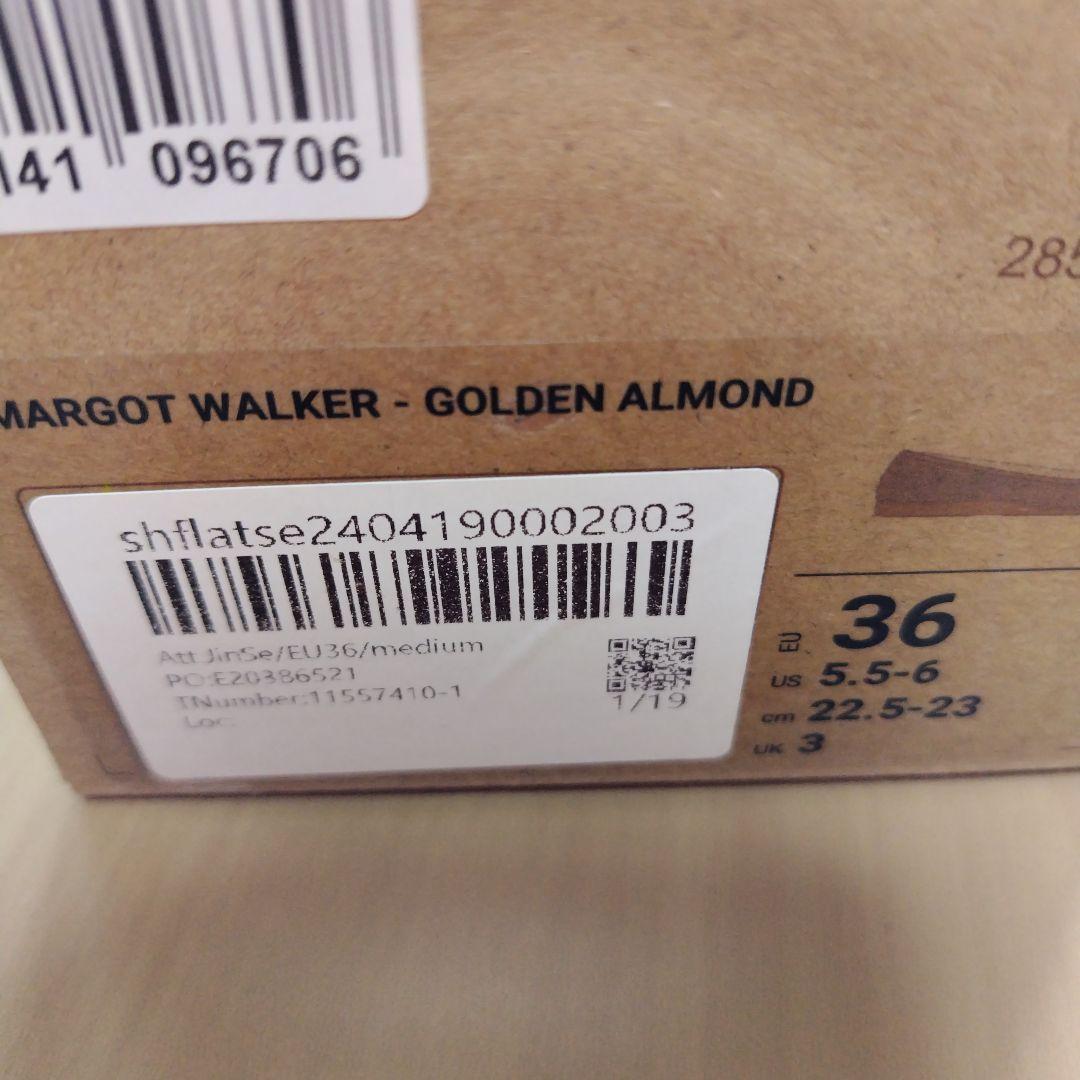 141 096706
285
MARGOT WALKER - GOLDEN ALMOND
shflatse2404190002003
Att:JinSe/EU36/medium
PO:E20386521
TNumber:11557410-1
Loc:
1/19
EU 36
US 5.5-6
cm 22.5-23
UK 3